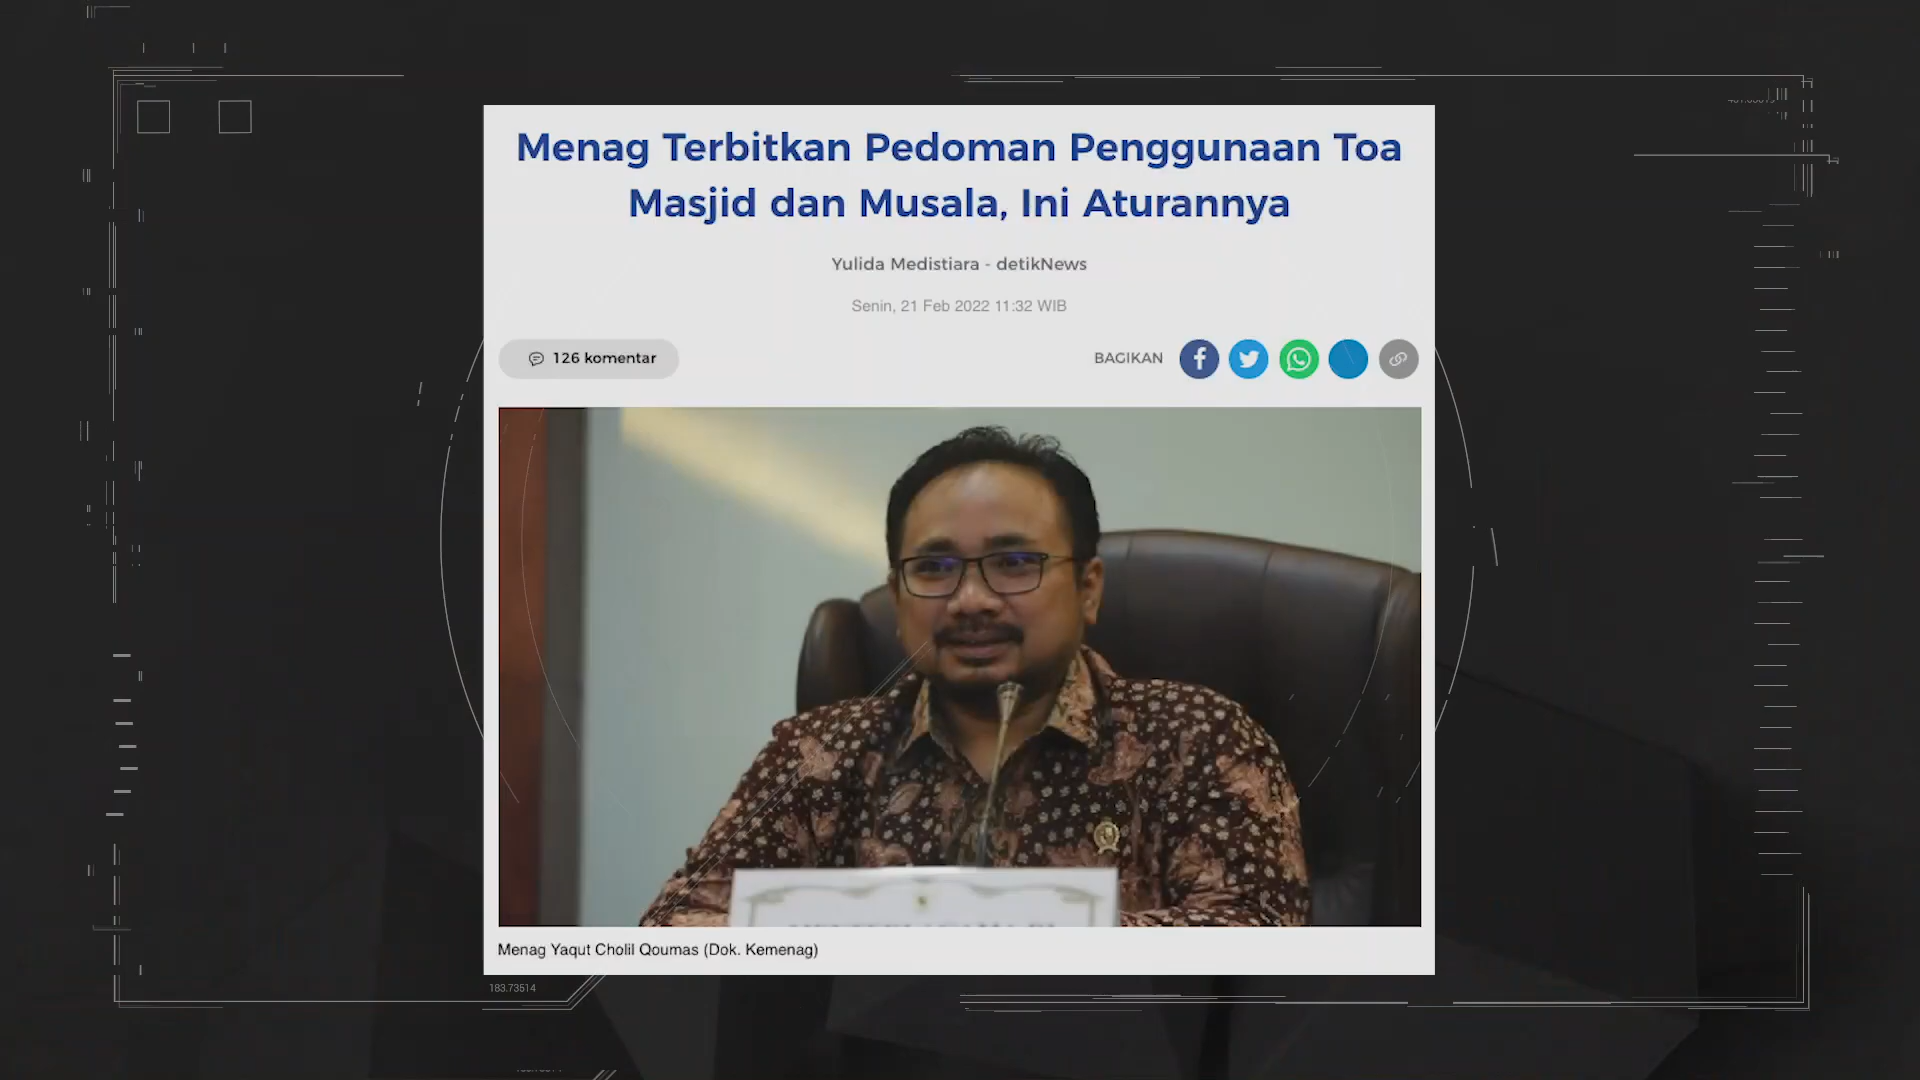 Menag Terbitkan Pedoman Penggunaan Toa
Masjid dan Musala, Ini Aturannya
Yulida Medistiara - detikNews
Senin, 21 Feb 2022 11:32 WIB
126 komentar
BAGIKAN
Menag Yaqut Cholil Qoumas (Dok. Kemenag)
183.73514